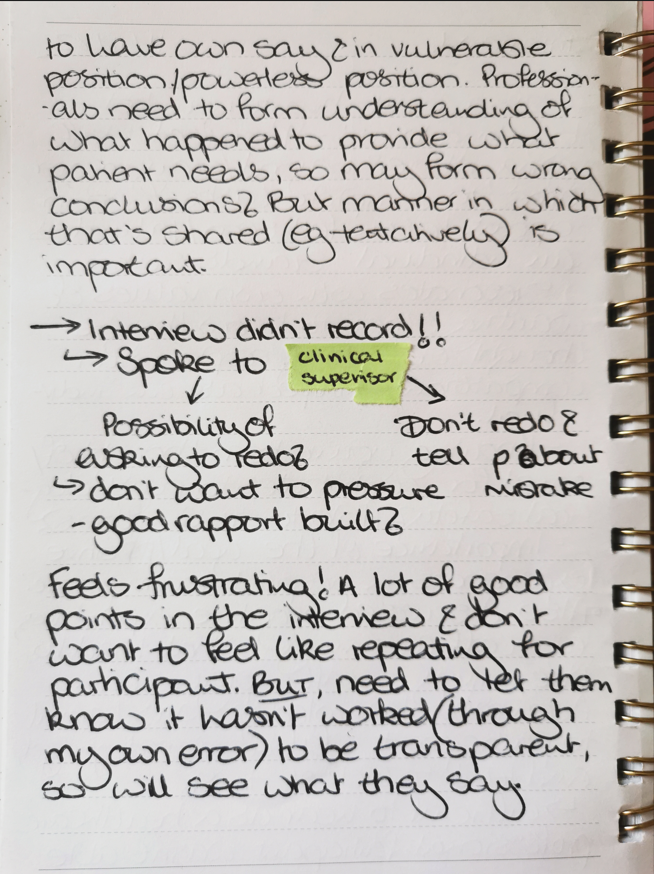 to have own say & in vulnerable
position/powerless position. Profession-
-als need to form understanding of
what happened to provide what
patient needs, so may form wrong
conclusions? But manner in which
that's shared (eg tentatively) is
important.
→ Interview didn't record!!
↳ Spoke to clinical supervisor
Possibility of
asking to redo?
↳ don't want to pressure
- good rapport built?
Don't redo &
tell p about
mistake
Feels frustrating! A lot of good
points in the interview & don't
want to feel like repeating for
participant. BUT, need to let them
know it hasn't worked (through
my own error) to be transparent,
so will see what they say.